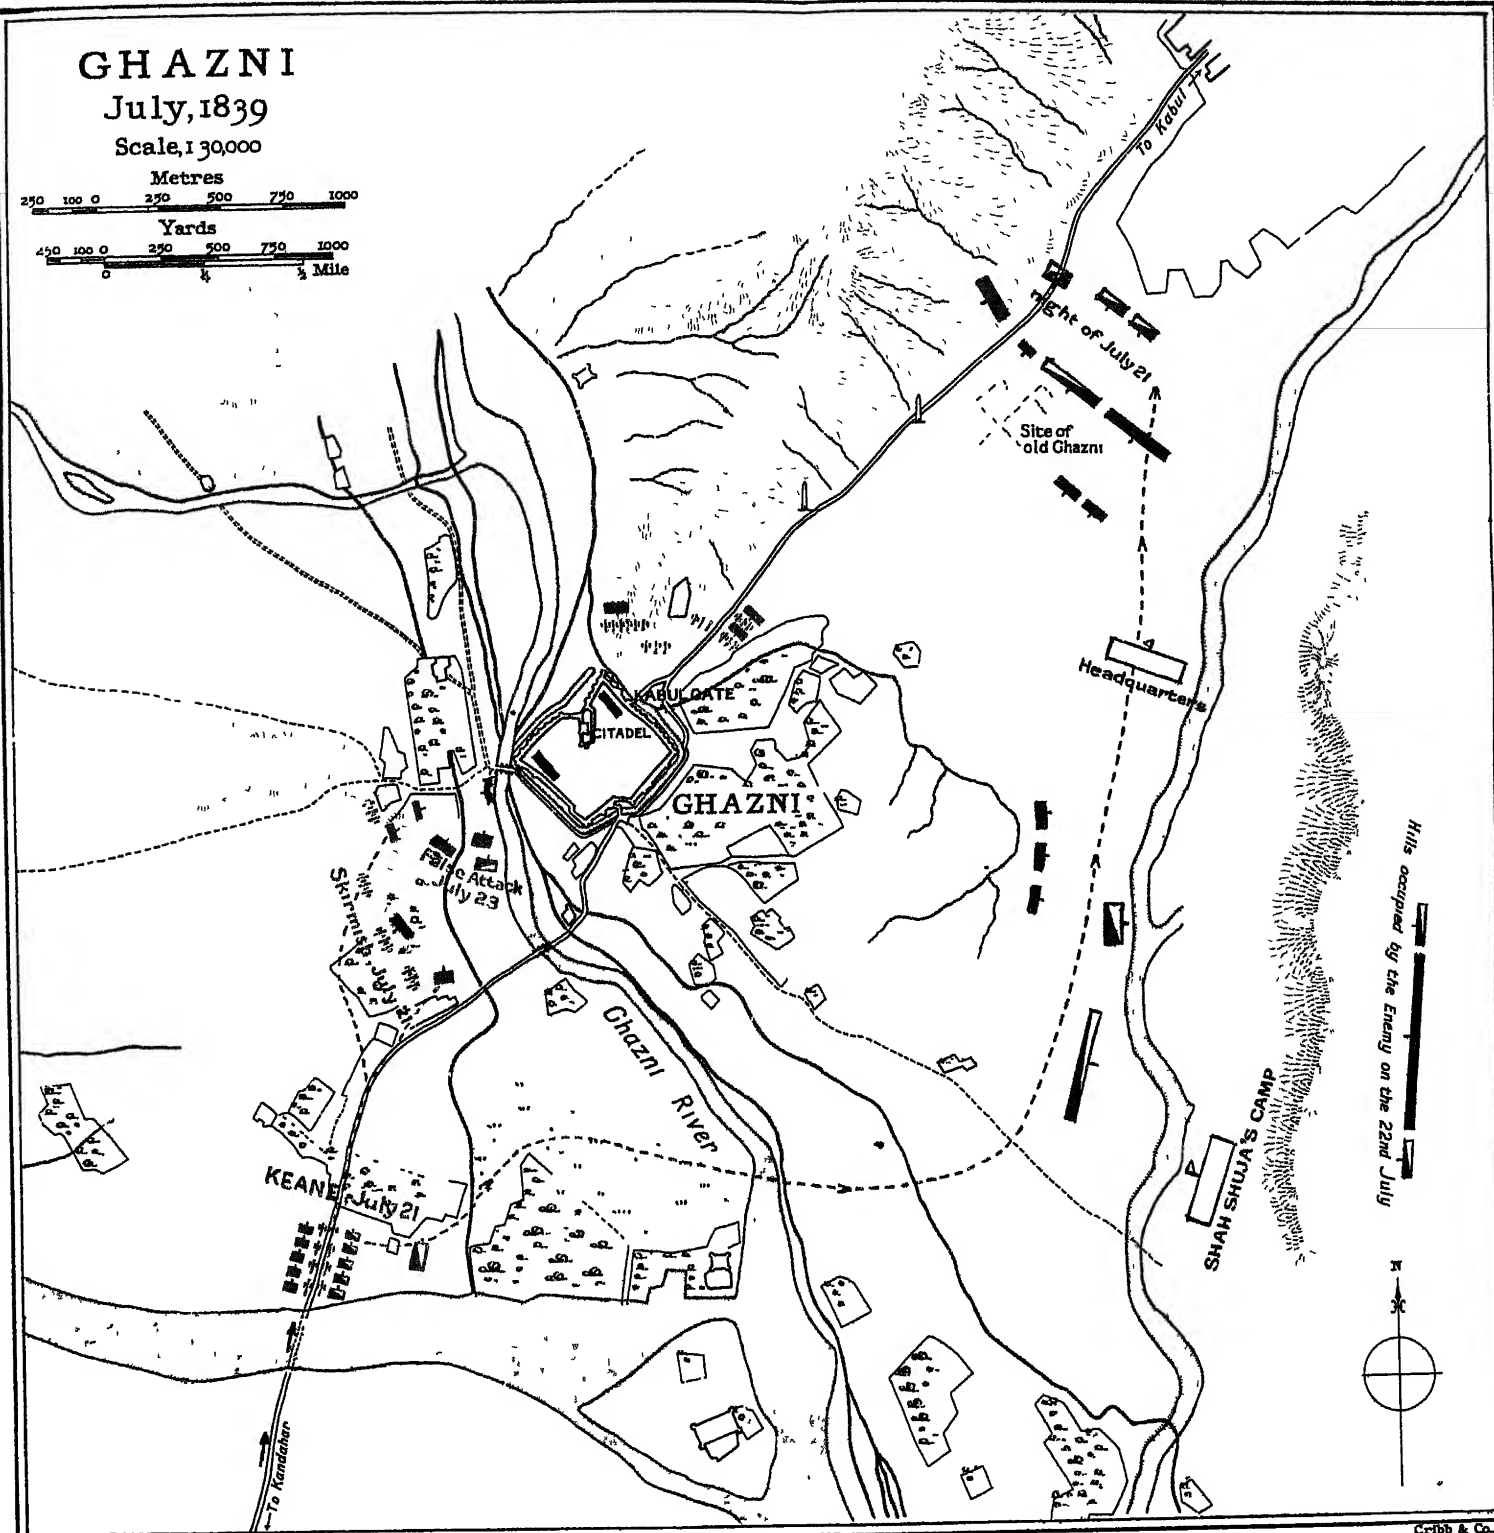 GHAZNI
July, 1839
Scale, 1 30,000
Metres
250 100 0 250 500 750 1000
Yards
250 100 0 250 500 750 1000
0 ¼ ½ Mile
To Kabul
Night of July 21
Site of
old Ghazni
Headquarters
KABUL GATE
CITADEL
GHAZNI
False Attack
July 23
Skirmish, July 21
Hills occupied by the Enemy on the 22nd July
Ghazni River
SHAH SHUJA'S CAMP
KEANE, July 21
N
To Kandahar
Cribb & Co.